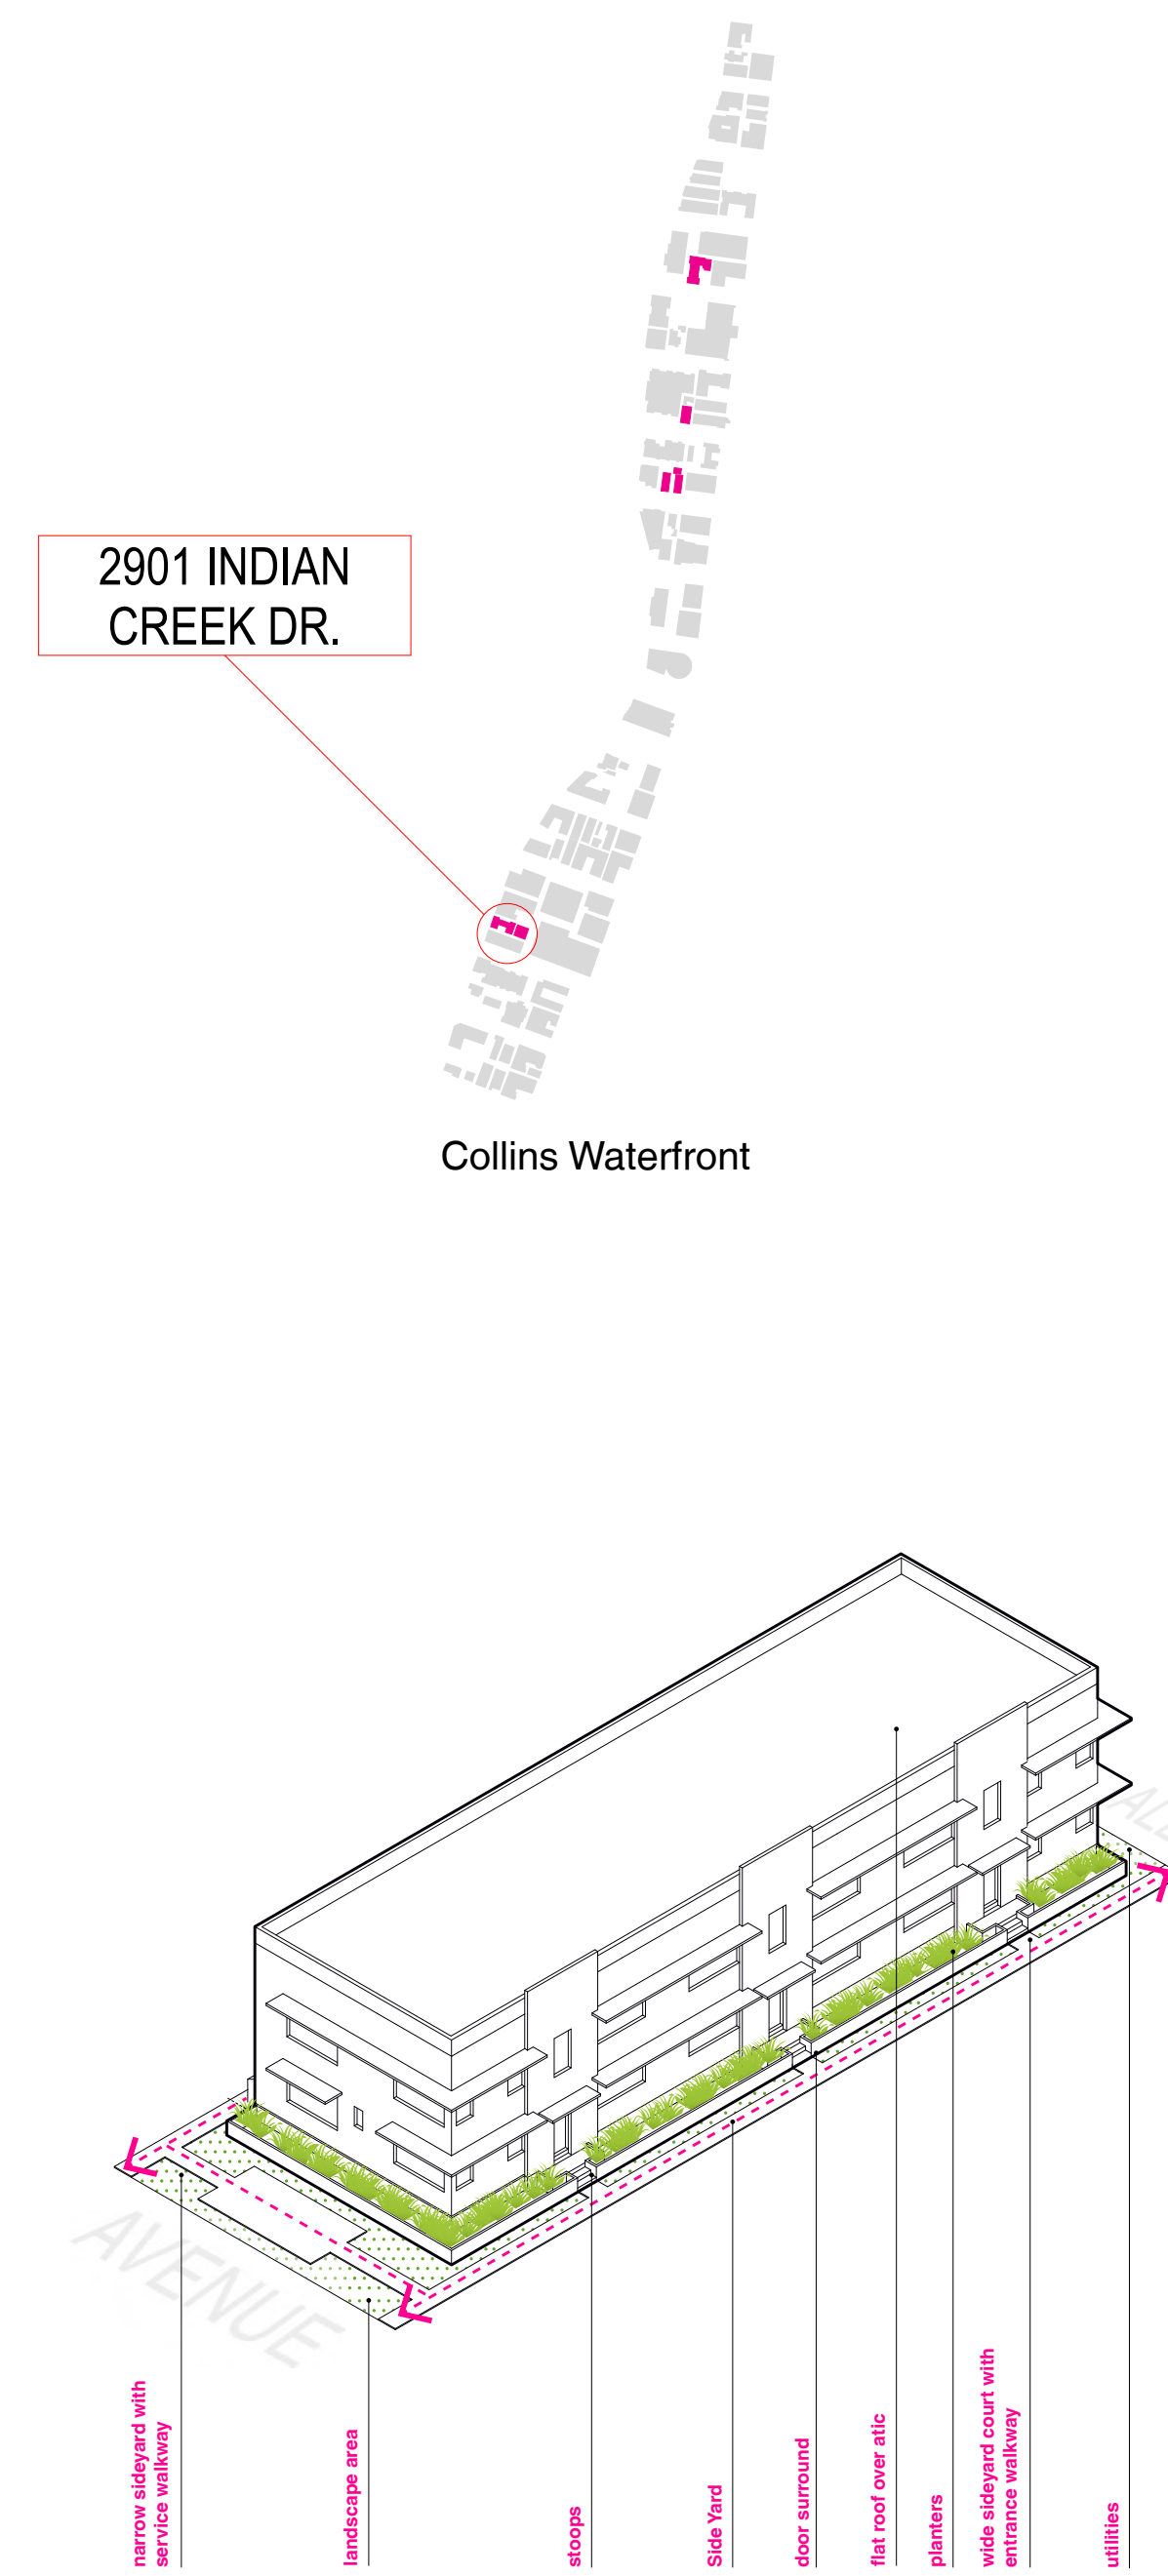 2901 INDIAN
CREEK DR.
Collins Waterfront
AVENUE
narrow sideyard with
service walkway
landscape area
stoops
Side Yard
door surround
flat roof over atic
planters
wide sideyard court with
entrance walkway
utilities